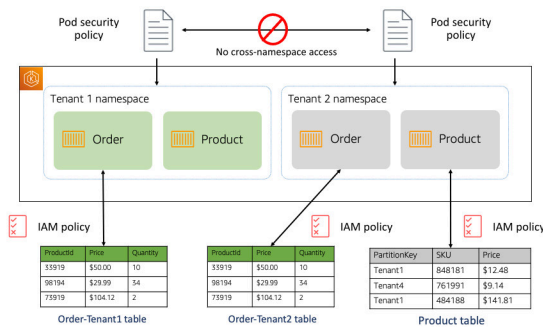 Pod security
policy
Pod security
policy
No cross-namespace access
Tenant 1 namespace
Tenant 2 namespace
Order
Product
Order
Product
IAM policy
IAM policy
IAM policy
ProductId Price Quantity
33919 $50.00 10
98194 $29.99 34
73919 $104.12 2
Order-Tenant1 table
ProductId Price Quantity
33919 $50.00 10
98194 $29.99 34
73919 $104.12 2
Order-Tenant2 table
PartitionKey SKU Price
Tenant1 848181 $12.48
Tenant4 761991 $9.14
Tenant1 484188 $141.81
Product table